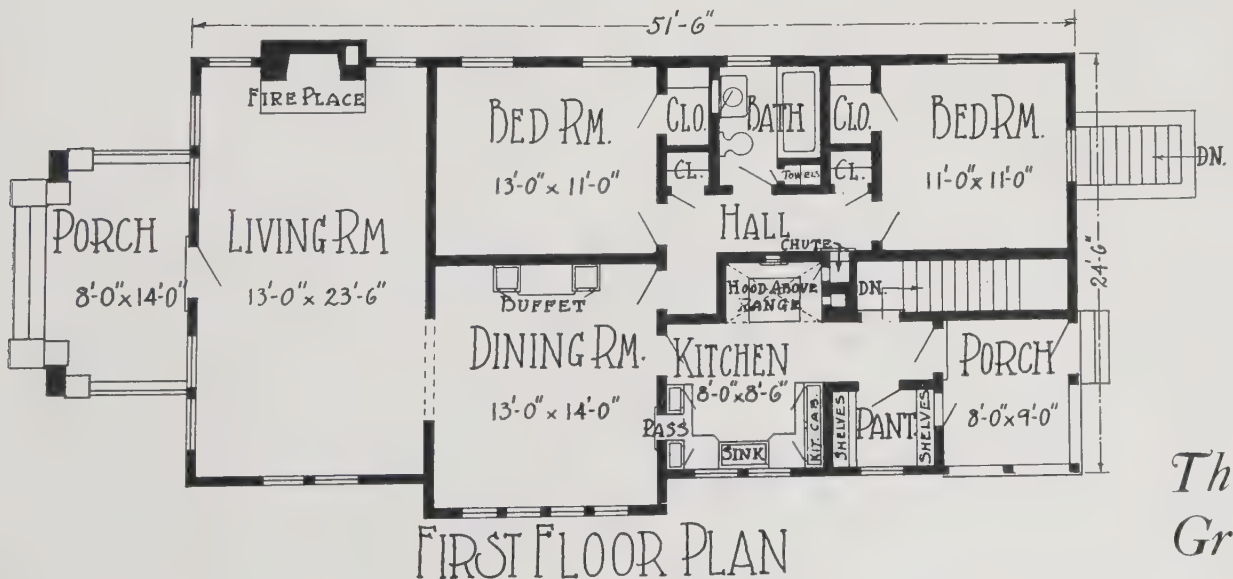 51'-6"
FIRE PLACE
BED RM.
13'-0" x 11'-0"
CLO.
CL.
BATH
TOWELS
CLO.
CL.
BED RM.
11'-0" x 11'-0"
DN.
PORCH
8'-0" x 14'-0"
LIVING RM
13'-0" x 23'-6"
HALL
CHUTE
24'-6"
BUFFET
HOOD ABOVE
RANGE
DN.
DINING RM.
13'-0" x 14'-0"
KITCHEN
8'-0" x 8'-6"
PORCH
8'-0" x 9'-0"
PASS
SINK
KIT. CAB.
SHELVES
PANT.
SHELVES
FIRST FLOOR PLAN
Th
Gr